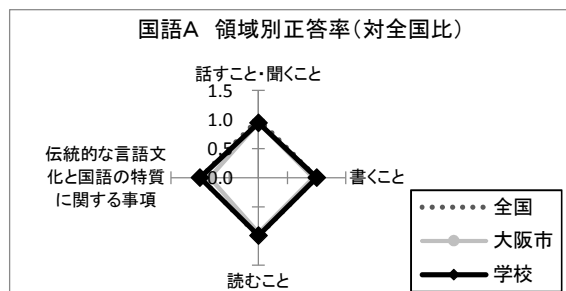 国語A 領域別正答率(対全国比)
話すこと・聞くこと
1.5
1.0
0.5
0.0
書くこと
読むこと
伝統的な言語文
化と国語の特質
に関する事項
全国
大阪市
学校